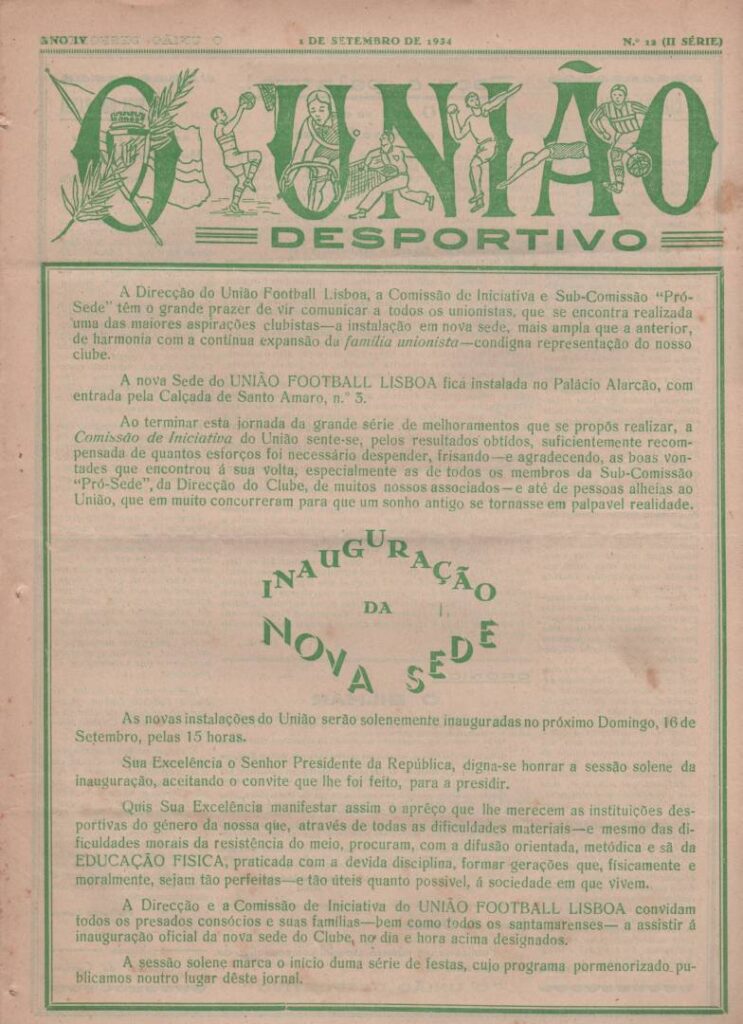 ANO IV
1 DE SETEMBRO DE 1934
N.º 12 (II SÉRIE)
O UNIÃO
DESPORTIVO
A Direcção do União Football Lisboa, a Comissão de Iniciativa e Sub-Comissão “Pró-
Sede” têm o grande prazer de vir comunicar a todos os unionistas, que se encontra realizada
uma das maiores aspirações clubistas—a instalação em nova sede, mais ampla que a anterior,
de harmonia com a contínua expansão da família unionista—condigna representação do nosso
clube.
A nova Sede do UNIÃO FOOTBALL LISBOA fica instalada no Palácio Alarcão, com
entrada pela Calçada de Santo Amaro, n.º 3.
Ao terminar esta jornada da grande série de melhoramentos que se propôs realizar, a
Comissão de Iniciativa do União sente-se, pelos resultados obtidos, suficientemente recom-
pensada de quantos esforços foi necessário despender, frisando—e agradecendo, as boas von-
tades que encontrou á sua volta, especialmente as de todos os membros da Sub-Comissão
“Pró-Sede”, da Direcção do Clube, de muitos nossos associados—e até de pessoas alheias ao
União, que em muito concorreram para que um sonho antigo se tornasse em palpavel realidade.
INAUGURAÇÃO
DA
NOVA SEDE
As novas instalações do União serão solenemente inauguradas no próximo Domingo, 16 de
Setembro, pelas 15 horas.
Sua Excelência o Senhor Presidente da República, digna-se honrar a sessão solene da
inauguração, aceitando o convite que lhe foi feito, para a presidir.
Quis Sua Excelência manifestar assim o aprêço que lhe merecem as instituições des-
portivas do género da nossa que, através de todas as dificuldades materiais—e mesmo das di-
ficuldades morais da resistência do meio, procuram, com a difusão orientada, metódica e sã da
EDUCAÇÃO FISICA, praticada com a devida disciplina, formar gerações que, físicamente e
moralmente, sejam tão perfeitas—e tão úteis quanto possivel, á sociedade em que vivem.
A Direcção e a Comissão de Iniciativa do UNIÃO FOOTBALL LISBOA convidam
todos os presados consócios e suas famílias—bem como todos os santamarenses— a assistir á
inauguração oficial da nova sede do Clube, no dia e hora acima designados.
A sessão solene marca o início duma série de festas, cujo programa pormenorizado pu-
blicamos noutro lugar dêste jornal.